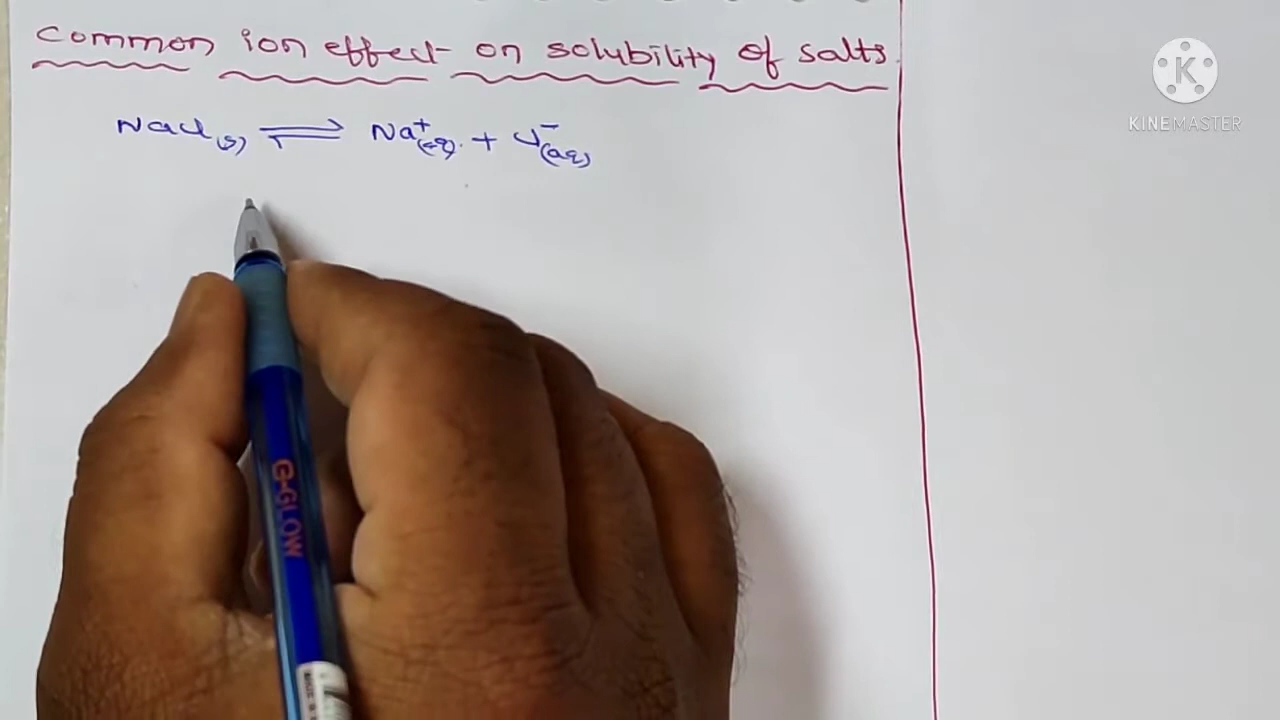 common ion effect on solubility of salts.
NaCl(s) ⇌ Na⁺(aq) + Cl⁻(aq)
K
KINEMASTER
G-GLOW